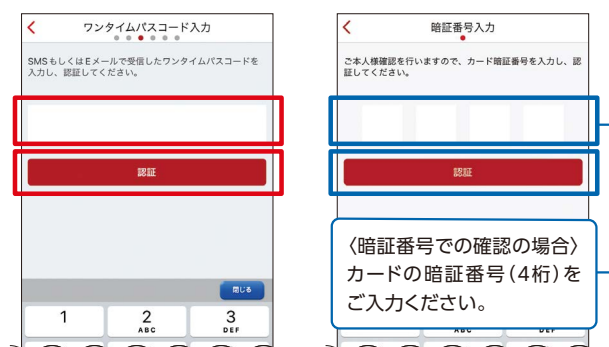 ワンタイムパスコード入力
SMSもしくはEメールで受信したワンタイムパスコードを
入力し、認証してください。
認証
閉じる
1
2
ABC
3
DEF
暗証番号入力
ご本人様確認を行いますので、カード暗証番号を入力し、認
証してください。
認証
〈暗証番号での確認の場合〉
カードの暗証番号(4桁)を
ご入力ください。
ABC
DEF